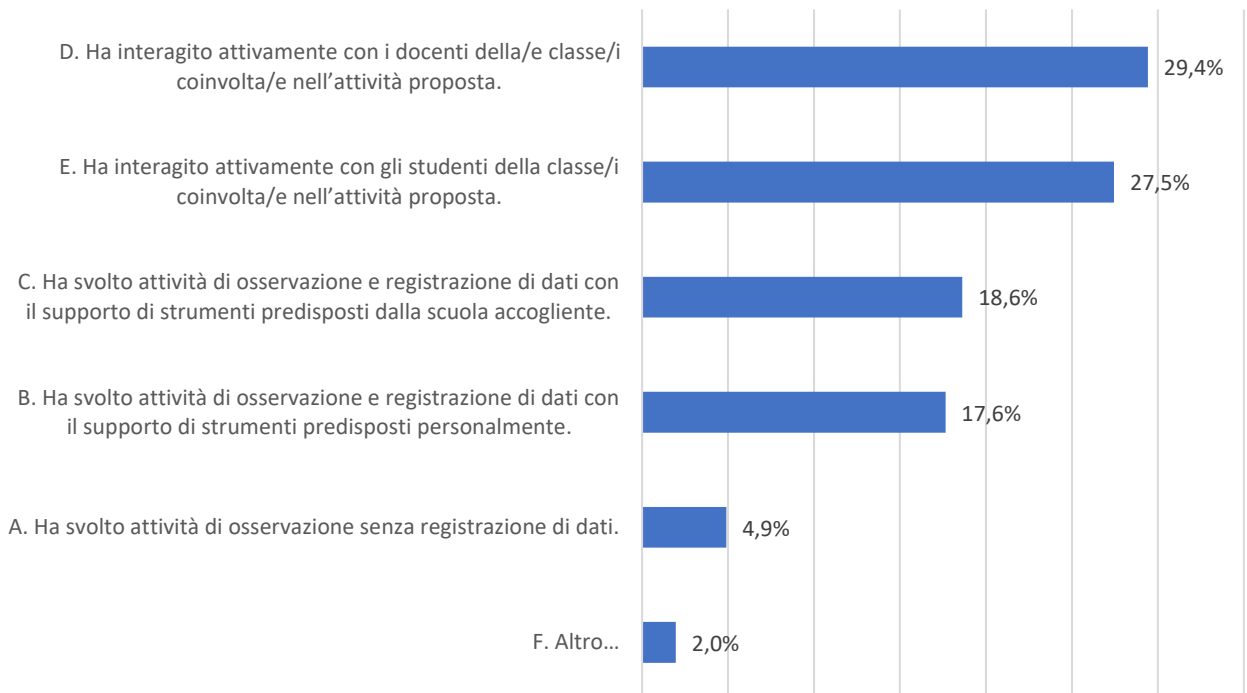 D. Ha interagito attivamente con i docenti della/e classe/i
coinvolta/e nell’attività proposta.
29,4%
E. Ha interagito attivamente con gli studenti della classe/i
coinvolta/e nell’attività proposta.
27,5%
C. Ha svolto attività di osservazione e registrazione di dati con
il supporto di strumenti predisposti dalla scuola accogliente.
18,6%
B. Ha svolto attività di osservazione e registrazione di dati con
il supporto di strumenti predisposti personalmente.
17,6%
A. Ha svolto attività di osservazione senza registrazione di dati.
4,9%
F. Altro…
2,0%